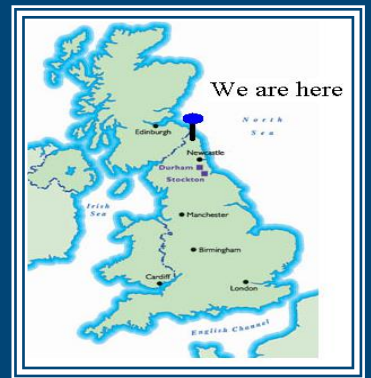 We are here
North
Sea
Edinburgh
Newcastle
Durham
Stockton
Irish
Sea
Manchester
Birmingham
Cardiff
London
English Channel